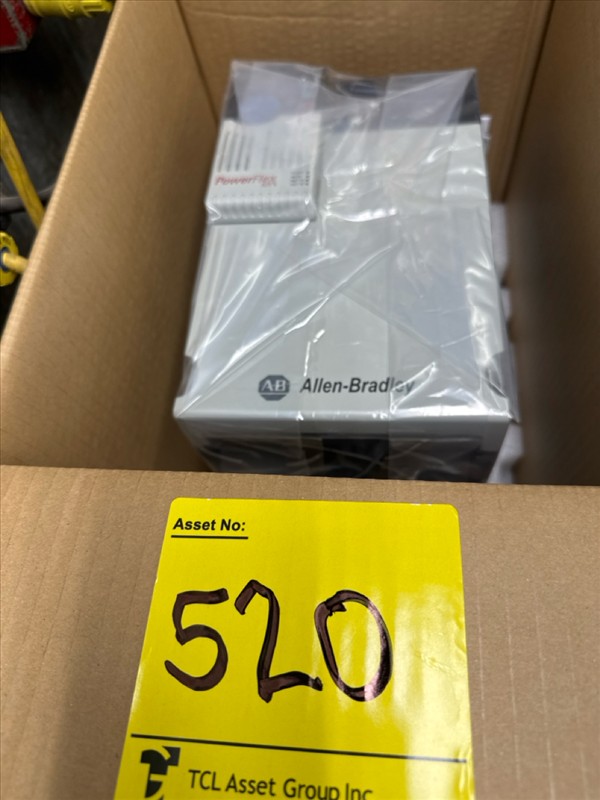 PowerFlex
AB Allen-Bradley
Asset No:
520
TCL Asset Group Inc